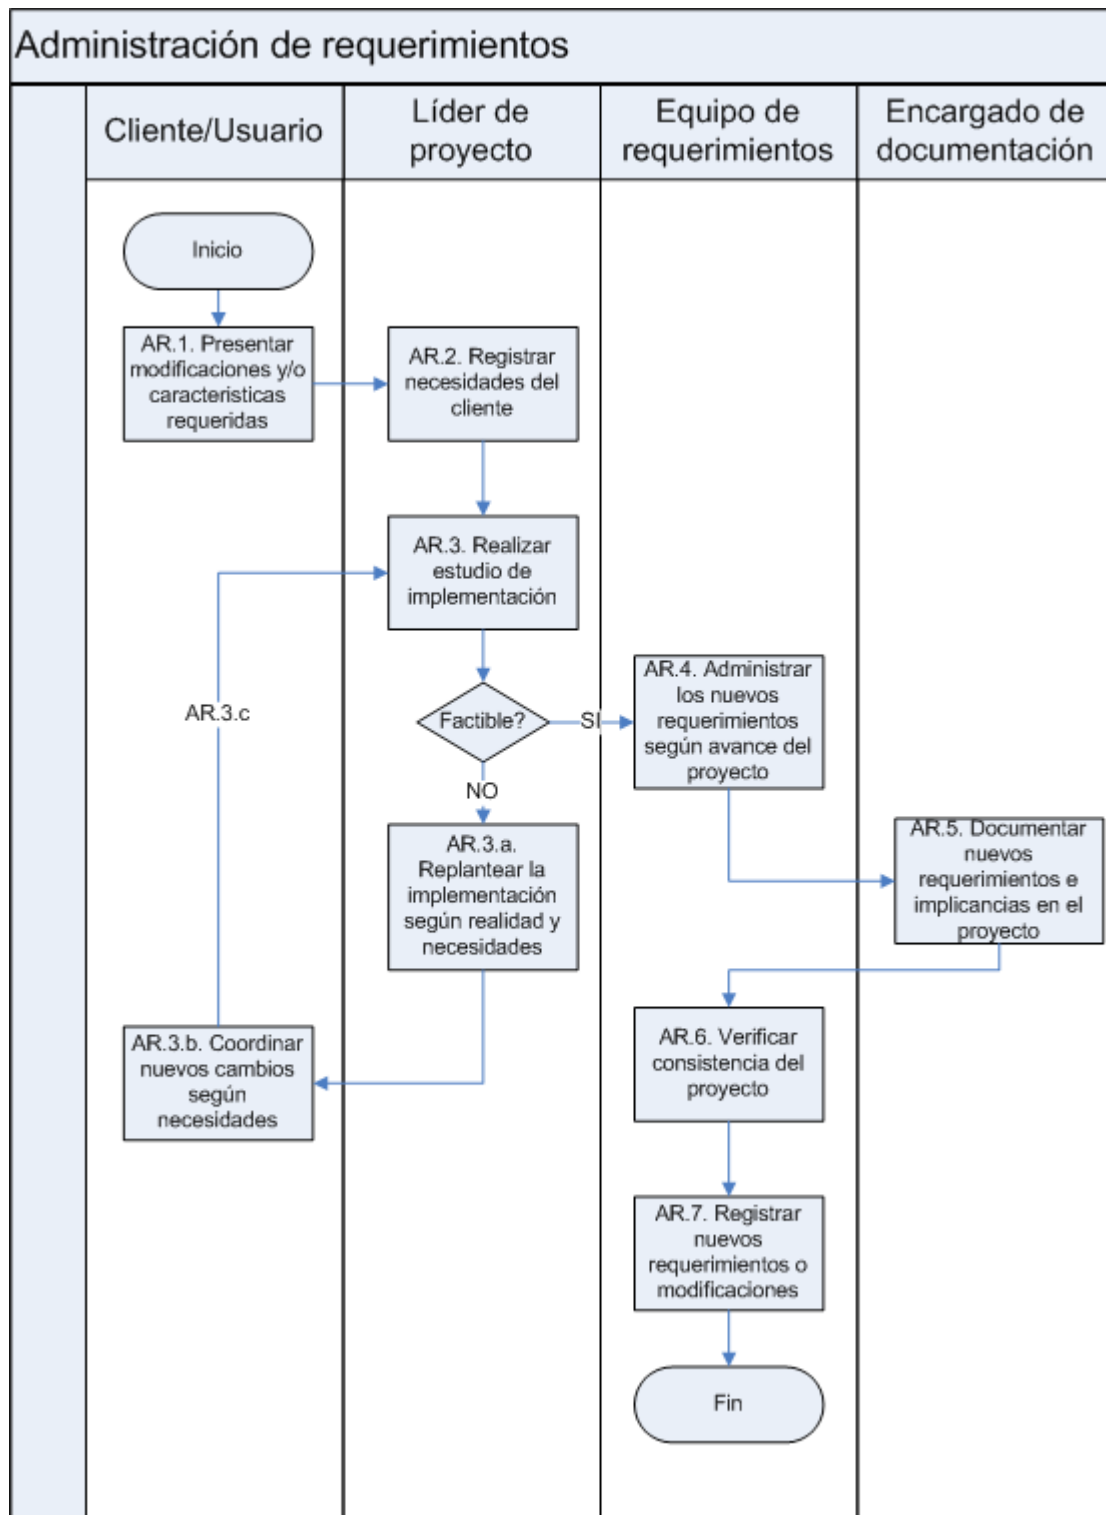 Administración de requerimientos
Cliente/Usuario
Líder de
proyecto
Equipo de
requerimientos
Encargado de
documentación
Inicio
AR.1. Presentar
modificaciones y/o
características
requeridas
AR.2. Registrar
necesidades del
cliente
AR.3. Realizar
estudio de
implementación
AR.3.c
Factible?
SI
NO
AR.4. Administrar
los nuevos
requerimientos
según avance del
proyecto
AR.3.a.
Replantear la
implementación
según realidad y
necesidades
AR.5. Documentar
nuevos
requerimientos e
implicancias en el
proyecto
AR.3.b. Coordinar
nuevos cambios
según
necesidades
AR.6. Verificar
consistencia del
proyecto
AR.7. Registrar
nuevos
requerimientos o
modificaciones
Fin